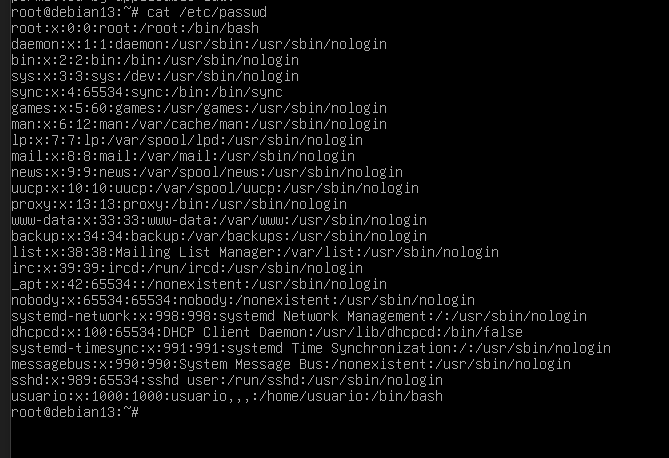 root@debian13:~# cat /etc/passwd
root:x:0:0:root:/root:/bin/bash
daemon:x:1:1:daemon:/usr/sbin:/usr/sbin/nologin
bin:x:2:2:bin:/bin:/usr/sbin/nologin
sys:x:3:3:sys:/dev:/usr/sbin/nologin
sync:x:4:65534:sync:/bin:/bin/sync
games:x:5:60:games:/usr/games:/usr/sbin/nologin
man:x:6:12:man:/var/cache/man:/usr/sbin/nologin
lp:x:7:7:lp:/var/spool/lpd:/usr/sbin/nologin
mail:x:8:8:mail:/var/mail:/usr/sbin/nologin
news:x:9:9:news:/var/spool/news:/usr/sbin/nologin
uucp:x:10:10:uucp:/var/spool/uucp:/usr/sbin/nologin
proxy:x:13:13:proxy:/bin:/usr/sbin/nologin
www-data:x:33:33:www-data:/var/www:/usr/sbin/nologin
backup:x:34:34:backup:/var/backups:/usr/sbin/nologin
list:x:38:38:Mailing List Manager:/var/list:/usr/sbin/nologin
irc:x:39:39:ircd:/run/ircd:/usr/sbin/nologin
_apt:x:42:65534::/nonexistent:/usr/sbin/nologin
nobody:x:65534:65534:nobody:/nonexistent:/usr/sbin/nologin
systemd-network:x:998:998:systemd Network Management:/:/usr/sbin/nologin
dhcpcd:x:100:65534:DHCP Client Daemon:/usr/lib/dhcpcd:/bin/false
systemd-timesync:x:991:991:systemd Time Synchronization:/:/usr/sbin/nologin
messagebus:x:990:990:System Message Bus:/nonexistent:/usr/sbin/nologin
sshd:x:989:65534:sshd user:/run/sshd:/usr/sbin/nologin
usuario:x:1000:1000:usuario,,,:/home/usuario:/bin/bash
root@debian13:~#